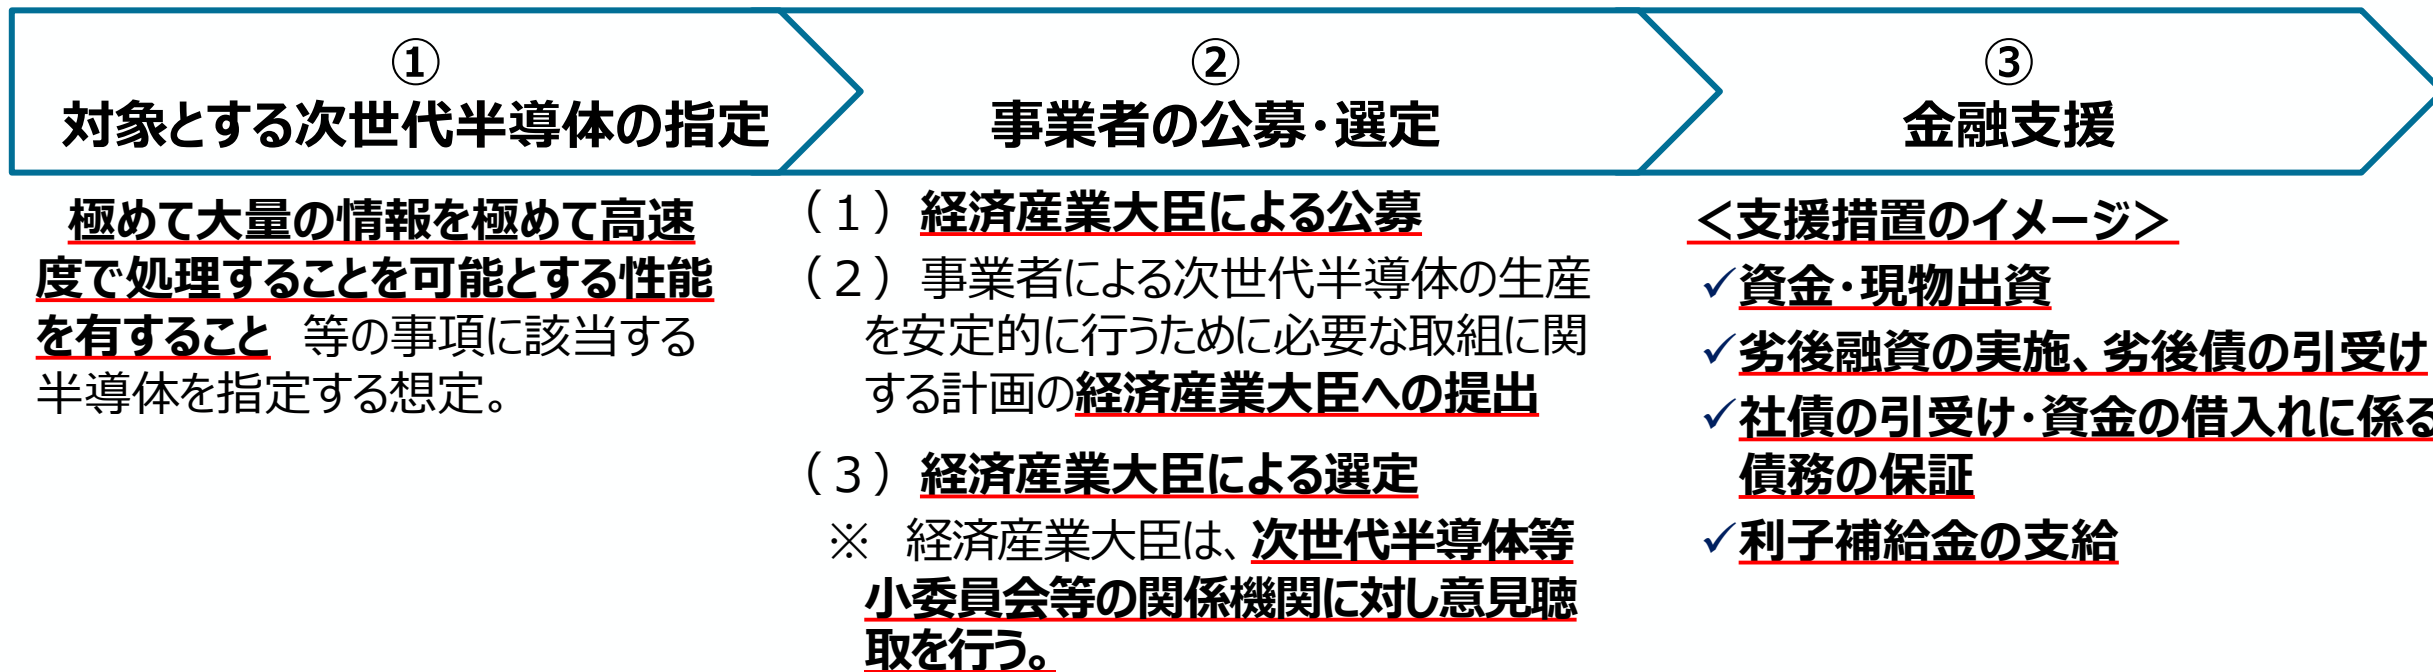 ①
対象とする次世代半導体の指定
極めて大量の情報を極めて高速
度で処理することを可能とする性能
を有すること 等の事項に該当する
半導体を指定する想定。
②
事業者の公募・選定
(1) 経済産業大臣による公募
(2) 事業者による次世代半導体の生産
を安定的に行うために必要な取組に関
する計画の経済産業大臣への提出
(3) 経済産業大臣による選定
※ 経済産業大臣は、次世代半導体等
小委員会等の関係機関に対し意見聴
取を行う。
③
金融支援
<支援措置のイメージ>
✓資金・現物出資
✓劣後融資の実施、劣後債の引受け
✓社債の引受け・資金の借入れに係る
債務の保証
✓利子補給金の支給